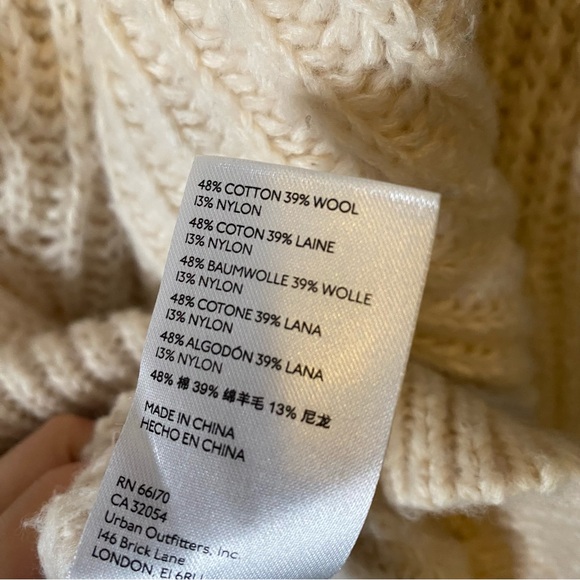 48% COTTON 39% WOOL
13% NYLON
48% COTON 39% LAINE
13% NYLON
48% BAUMWOLLE 39% WOLLE
13% NYLON
48% COTONE 39% LANA
13% NYLON
48% ALGODÓN 39% LANA
13% NYLON
48% 棉 39% 绵羊毛 13% 尼龙
MADE IN CHINA
HECHO EN CHINA
RN 66170
CA 32054
Urban Outfitters, Inc.
146 Brick Lane
LONDON, E1 6RU